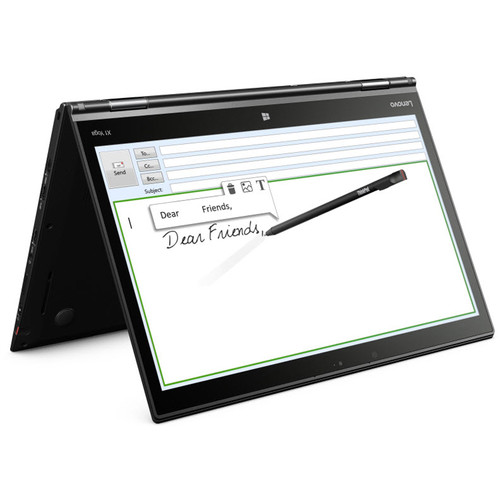 Lenovo
X1 Yoga
Send
To...
Cc...
Bcc...
Subject:
T
Dear Friends,
Dear Friends,
ThinkPad